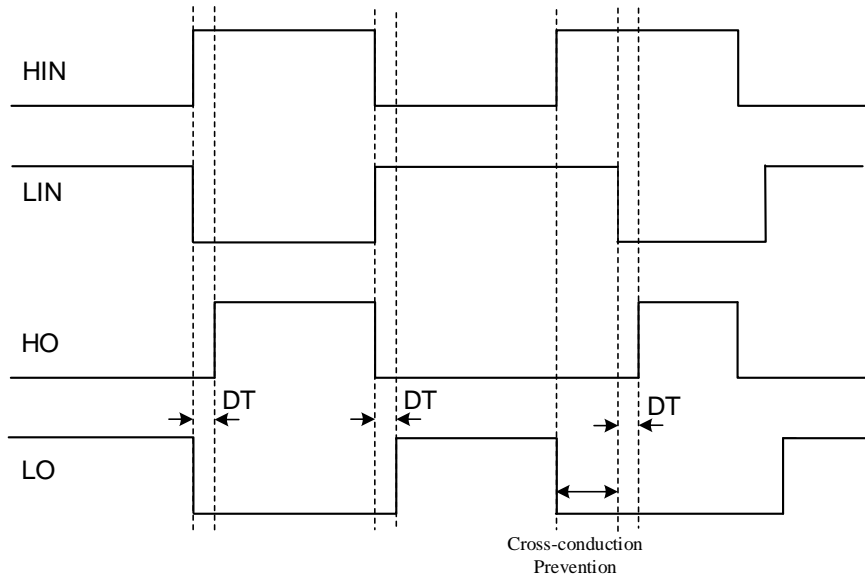 HIN
LIN
HO
DT
DT
DT
LO
Cross-conduction
Prevention